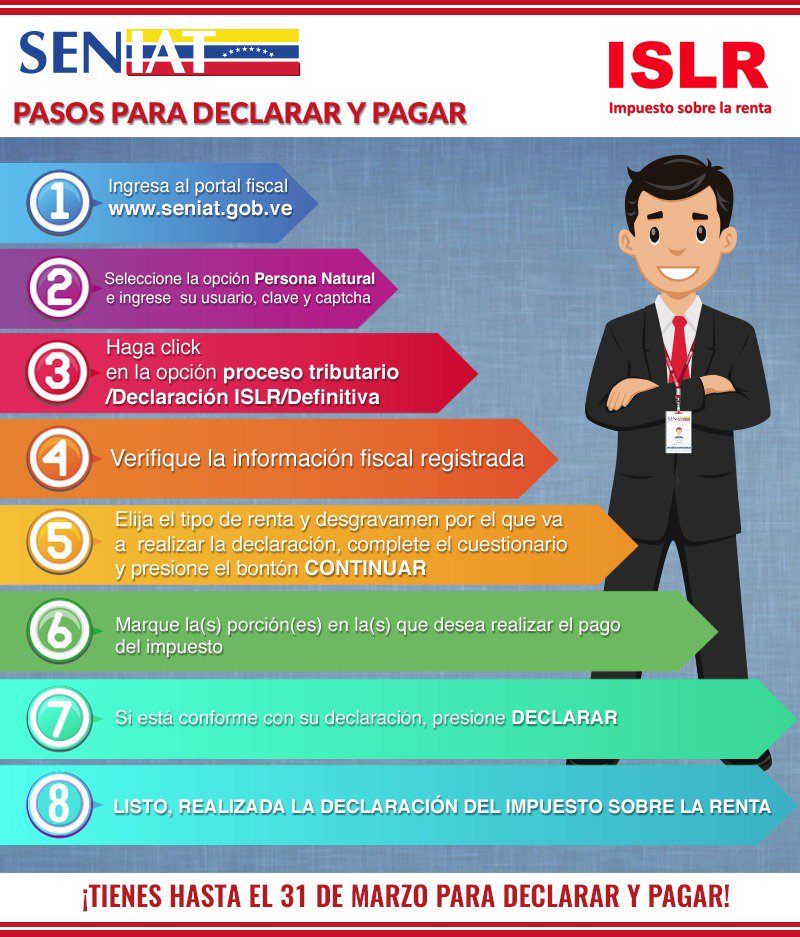 SENIAT
ISLR
Impuesto sobre la renta
PASOS PARA DECLARAR Y PAGAR
1
Ingresa al portal fiscal
www.seniat.gob.ve
2
Seleccione la opción Persona Natural
e ingrese su usuario, clave y captcha
3
Haga click
en la opción proceso tributario
/Declaración ISLR/Definitiva
4
Verifique la información fiscal registrada
5
Elija el tipo de renta y desgravamen por el que va
a realizar la declaración, complete el cuestionario
y presione el bontón CONTINUAR
6
Marque la(s) porción(es) en la(s) que desea realizar el pago
del impuesto
7
Si está conforme con su declaración, presione DECLARAR
8
LISTO, REALIZADA LA DECLARACIÓN DEL IMPUESTO SOBRE LA RENTA
SENIAT
¡TIENES HASTA EL 31 DE MARZO PARA DECLARAR Y PAGAR!